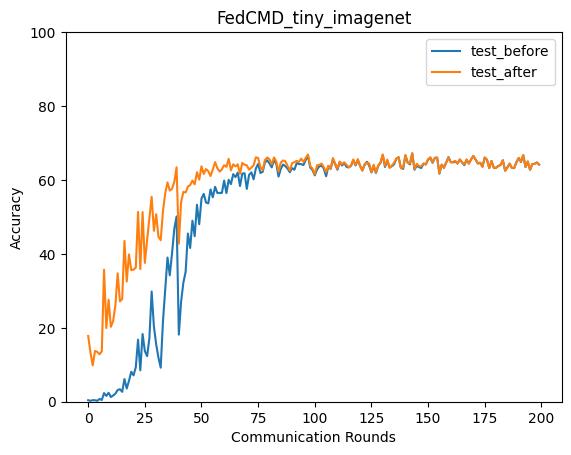 FedCMD_tiny_imagenet
100
80
60
40
20
0
Accuracy
test_before
test_after
0 25 50 75 100 125 150 175 200
Communication Rounds